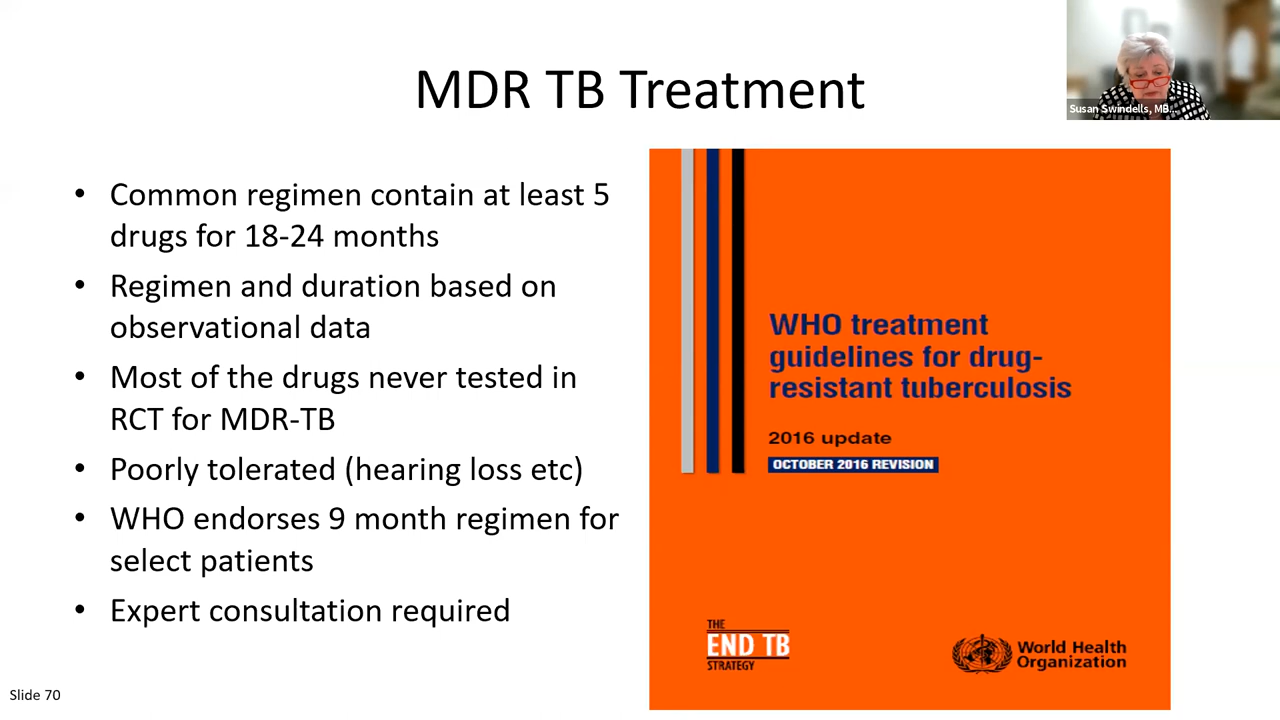 MDR TB Treatment
Susan Swindells, MB...
• Common regimen contain at least 5
drugs for 18-24 months
• Regimen and duration based on
observational data
• Most of the drugs never tested in
RCT for MDR-TB
• Poorly tolerated (hearing loss etc)
• WHO endorses 9 month regimen for
select patients
• Expert consultation required
WHO treatment
guidelines for drug-
resistant tuberculosis
2016 update
OCTOBER 2016 REVISION
THE
END TB
STRATEGY
World Health
Organization
Slide 70